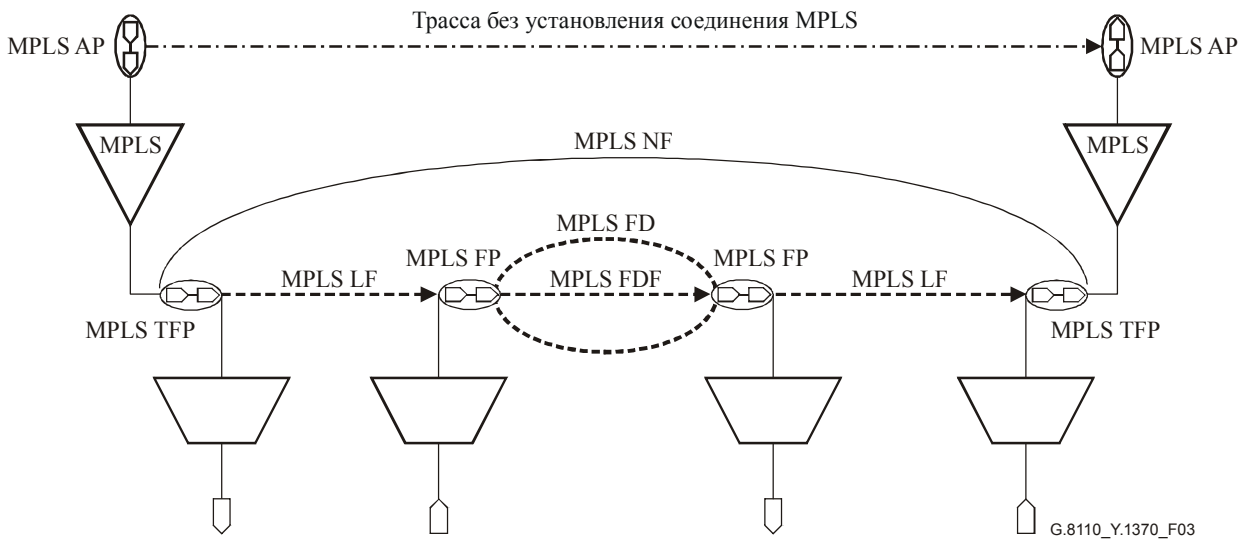 Трасса без установления соединения MPLS
MPLS AP
MPLS AP
MPLS
MPLS
MPLS NF
MPLS FD
MPLS FP
MPLS FP
MPLS LF
MPLS FDF
MPLS LF
MPLS TFP
MPLS TFP
G.8110_Y.1370_F03